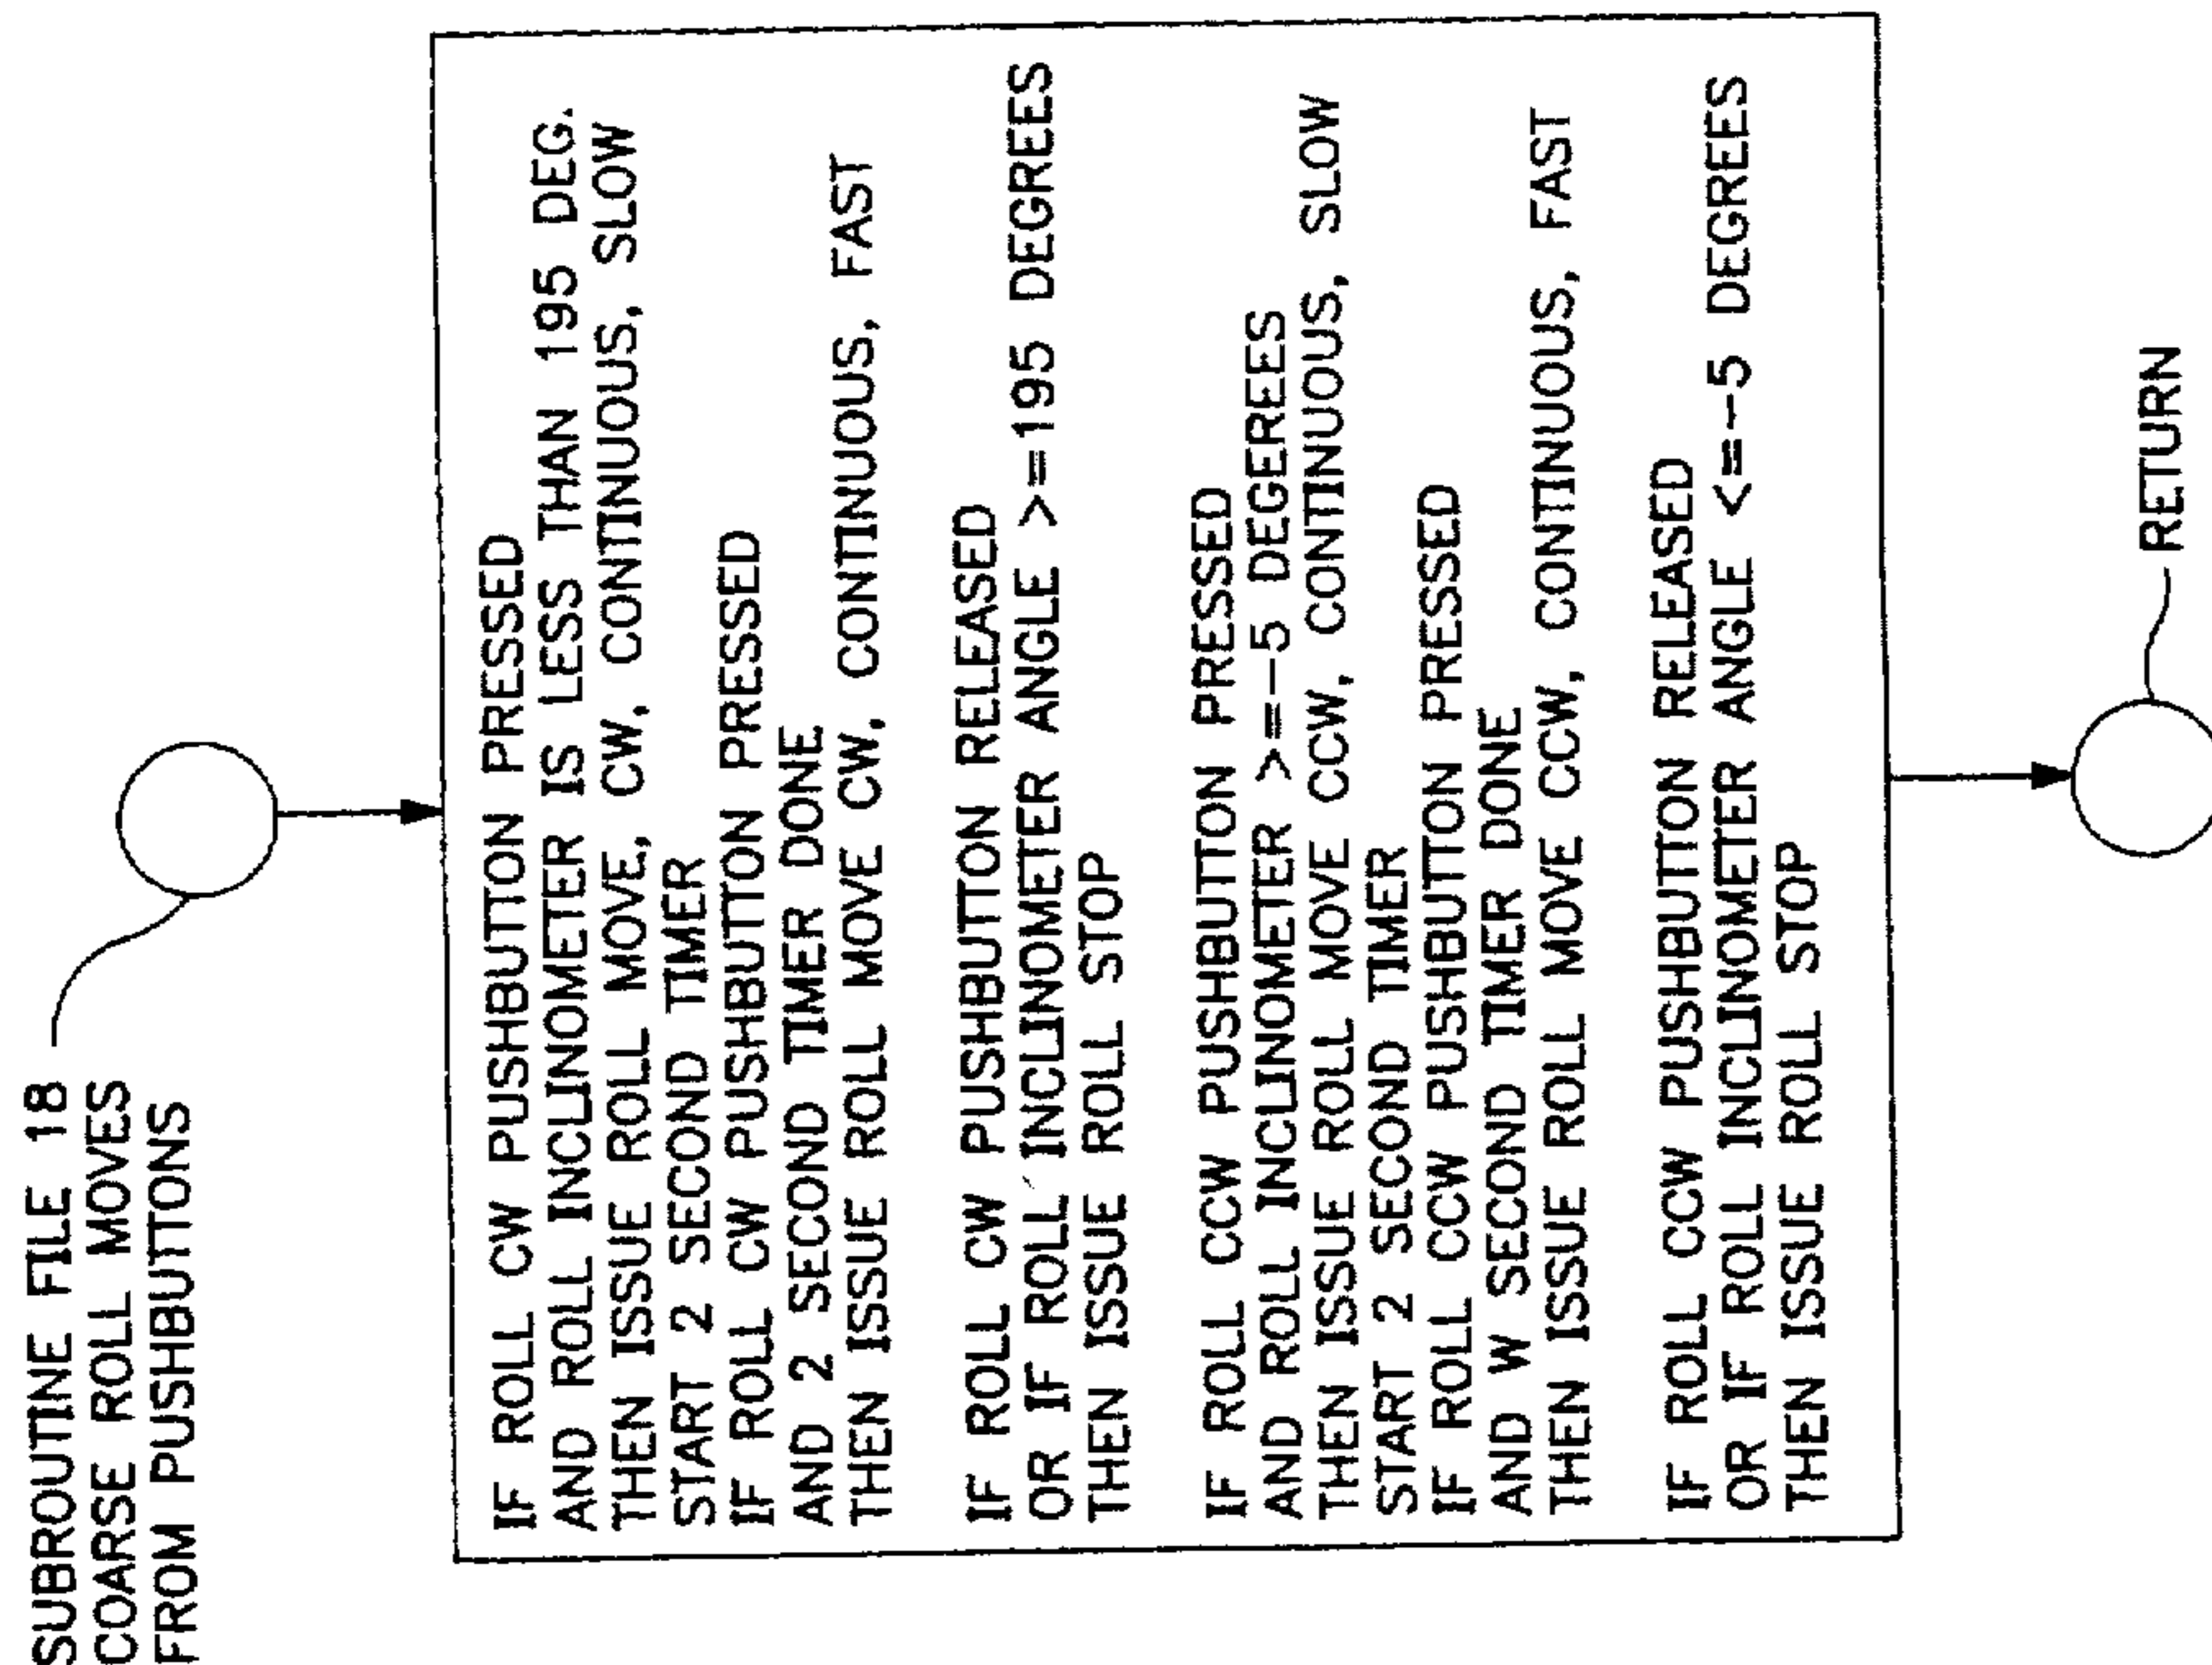 SUBROUTINE FILE 18
COARSE ROLL MOVES
FROM PUSHBUTTONS
IF ROLL CW PUSHBUTTON PRESSED
AND ROLL INCLINOMETER IS LESS THAN 195 DEG.
THEN ISSUE ROLL MOVE, CW, CONTINUOUS, SLOW
START 2 SECOND TIMER
IF ROLL CW PUSHBUTTON PRESSED
AND 2 SECOND TIMER DONE
THEN ISSUE ROLL MOVE CW, CONTINUOUS, FAST
IF ROLL CW PUSHBUTTON RELEASED
OR IF ROLL INCLINOMETER ANGLE >=195 DEGREES
THEN ISSUE ROLL STOP
IF ROLL CCW PUSHBUTTON PRESSED
AND ROLL INCLINOMETER >=-5 DEGEREES
THEN ISSUE ROLL MOVE CCW, CONTINUOUS, SLOW
START 2 SECOND TIMER
IF ROLL CCW PUSHBUTTON PRESSED
AND W SECOND TIMER DONE
THEN ISSUE ROLL MOVE CCW, CONTINUOUS, FAST
IF ROLL CCW PUSHBUTTON RELEASED
OR IF ROLL INCLINOMETER ANGLE <=-5 DEGREES
THEN ISSUE ROLL STOP
RETURN